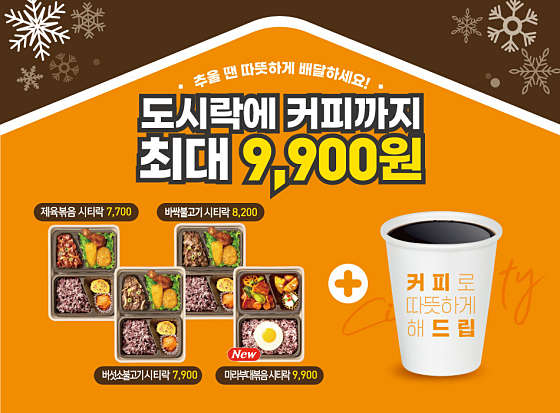 추울 땐 따뜻하게 배달하세요!
도시락에 커피까지
최대 9,900원
제육볶음 시타락 7,700
바싹불고기 시타락 8,200
버섯소불고기 시타락 7,900
New
마라부대볶음 시타락 9,900
+
커피로
따뜻하게
해드립